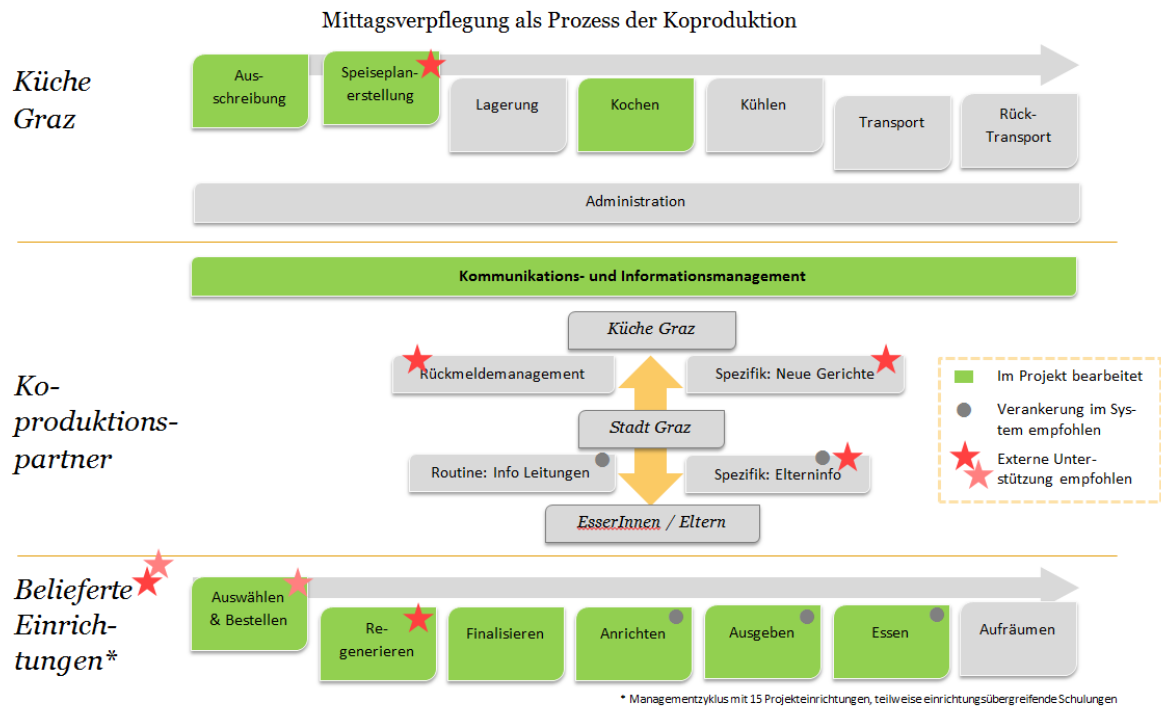 Mittagsverpflegung als Prozess der Koproduktion
Küche
Graz
Aus-
schreibung
Speiseplan-
erstellung
Lagerung
Kochen
Kühlen
Transport
Rück-
Transport
Administration
Kommunikations- und Informationsmanagement
Ko-
produktions-
partner
Küche Graz
Rückmeldemanagement
Spezifik: Neue Gerichte
Stadt Graz
Routine: Info Leitungen
Spezifik: Elterninfo
EsserInnen / Eltern
Im Projekt bearbeitet
Verankerung im Sys-
tem empfohlen
Externe Unter-
stützung empfohlen
Belieferte
Einrich-
tungen*
Auswählen
& Bestellen
Re-
generieren
Finalisieren
Anrichten
Ausgeben
Essen
Aufräumen
* Managementzyklus mit 15 Projekteinrichtungen, teilweise einrichtungsübergreifende Schulungen